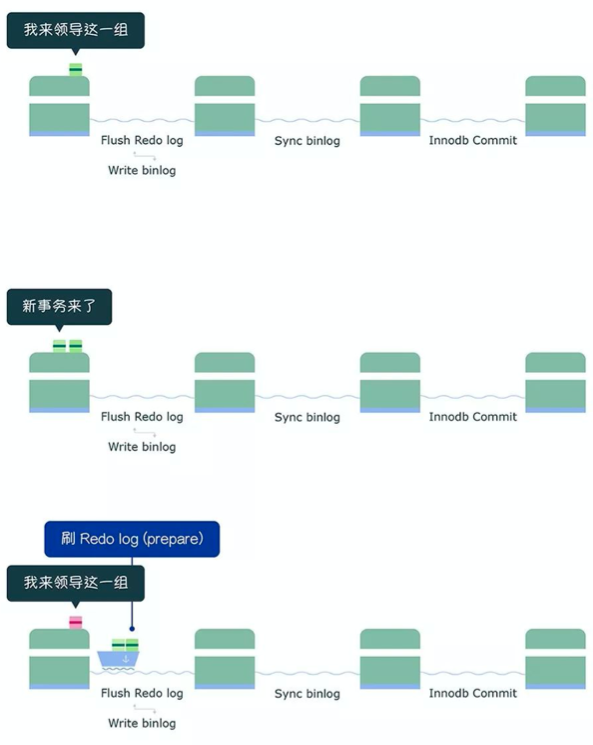 我来领导这一组
Flush Redo log
Sync binlog
Innodb Commit
Write binlog
新事务来了
Flush Redo log
Sync binlog
Innodb Commit
Write binlog
刷 Redo log (prepare)
我来领导这一组
Flush Redo log
Sync binlog
Innodb Commit
Write binlog